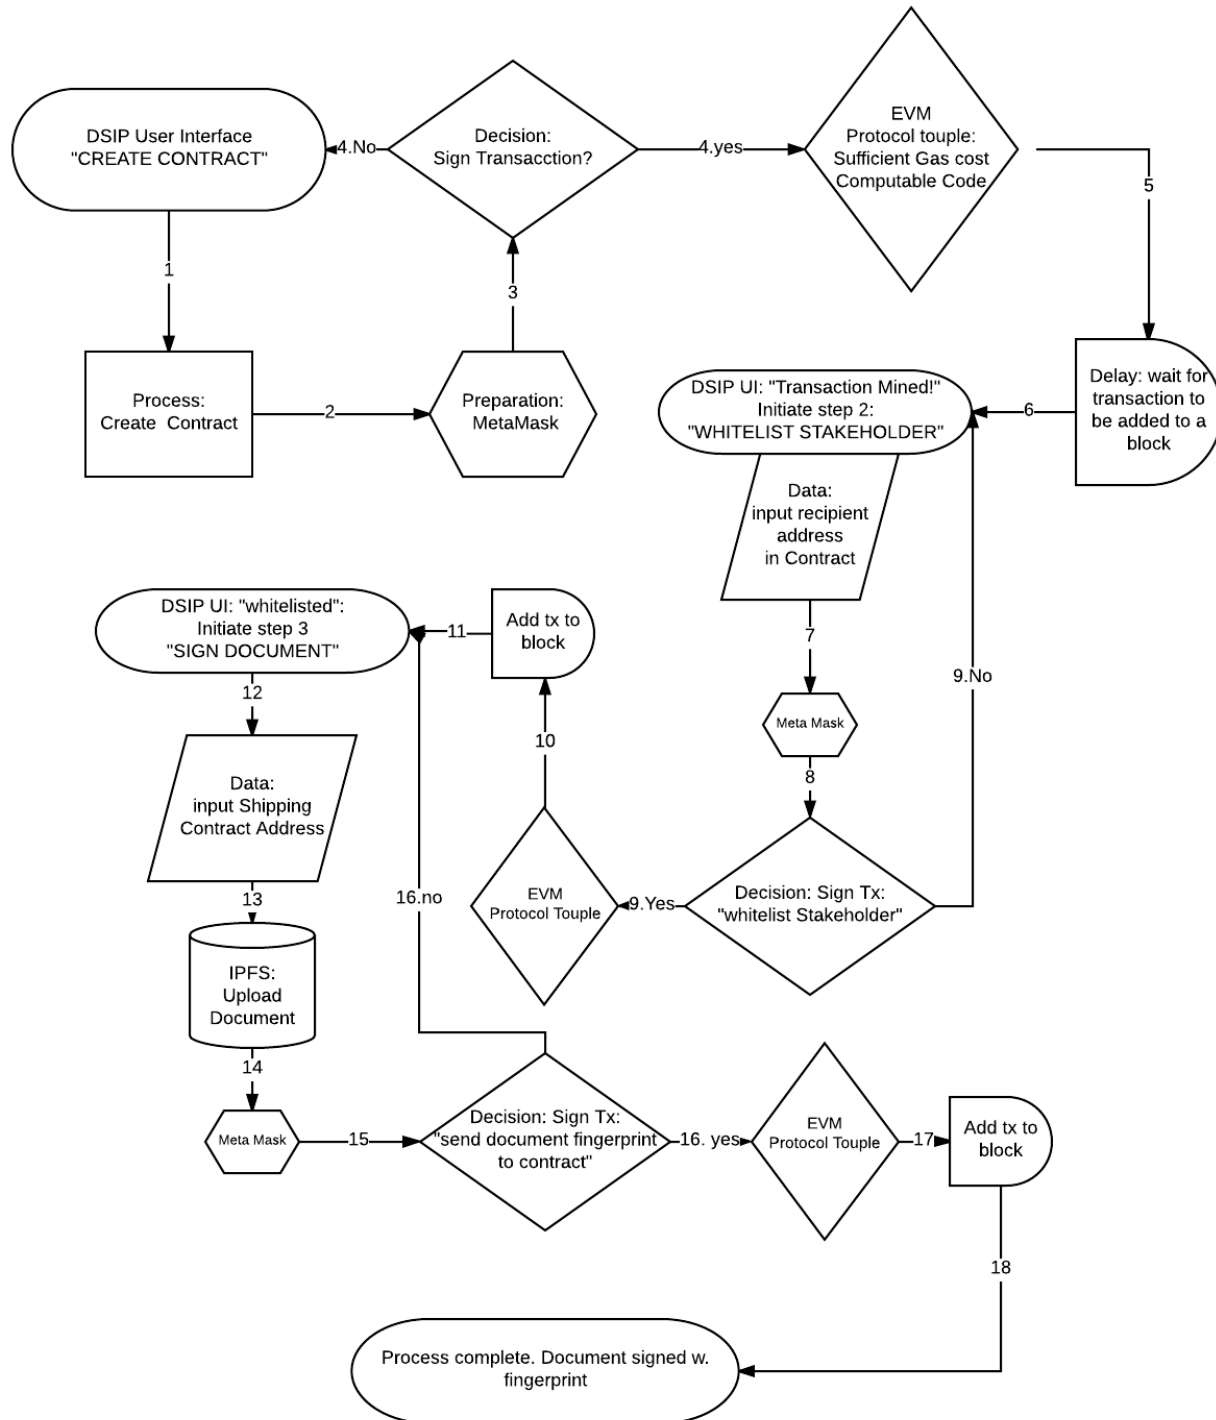 DSIP User Interface
"CREATE CONTRACT"
4.No
Decision:
Sign Transacction?
4.yes
EVM
Protocol touple:
Sufficient Gas cost
Computable Code
5
1
3
Process:
Create Contract
2
Preparation:
MetaMask
DSIP UI: "Transaction Mined!"
Initiate step 2:
"WHITELIST STAKEHOLDER"
6
Delay: wait for
transaction to
be added to a
block
Data:
input recipient
address
in Contract
DSIP UI: "whitelisted":
Initiate step 3
"SIGN DOCUMENT"
11
Add tx to
block
7
9.No
12
Meta Mask
10
8
Data:
input Shipping
Contract Address
13
16.no
EVM
Protocol Touple
9.Yes
Decision: Sign Tx:
"whitelist Stakeholder"
IPFS:
Upload
Document
14
Meta Mask
15
Decision: Sign Tx:
"send document fingerprint
to contract"
16. yes
EVM
Protocol Touple
17
Add tx to
block
18
Process complete. Document signed w.
fingerprint